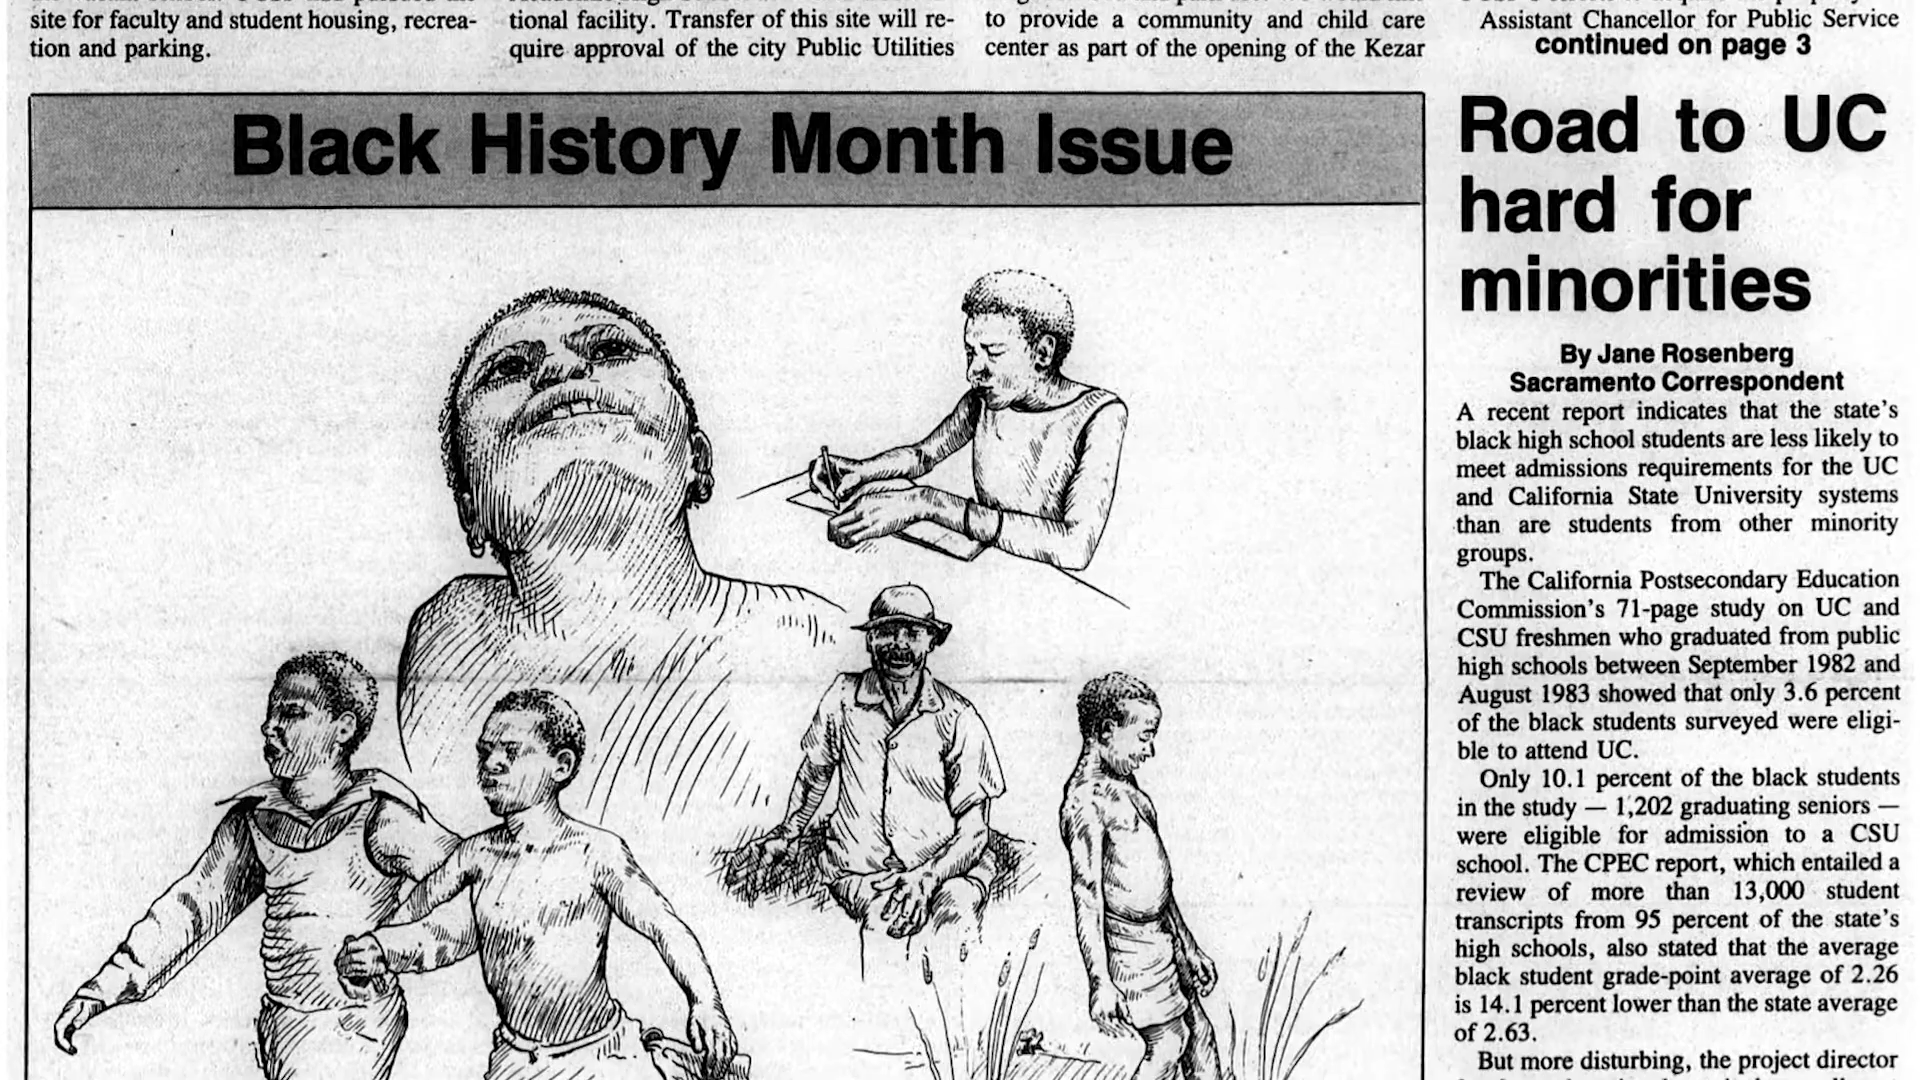 site for faculty and student housing, recrea-
tion and parking.
tional facility. Transfer of this site will re-
quire approval of the city Public Utilities
to provide a community and child care
center as part of the opening of the Kezar
Assistant Chancellor for Public Service
continued on page 3
Black History Month Issue
Road to UC
hard for
minorities
By Jane Rosenberg
Sacramento Correspondent
A recent report indicates that the state's
black high school students are less likely to
meet admissions requirements for the UC
and California State University systems
than are students from other minority
groups.
The California Postsecondary Education
Commission's 71-page study on UC and
CSU freshmen who graduated from public
high schools between September 1982 and
August 1983 showed that only 3.6 percent
of the black students surveyed were eligi-
ble to attend UC.
Only 10.1 percent of the black students
in the study — 1,202 graduating seniors —
were eligible for admission to a CSU
school. The CPEC report, which entailed a
review of more than 13,000 student
transcripts from 95 percent of the state's
high schools, also stated that the average
black student grade-point average of 2.26
is 14.1 percent lower than the state average
of 2.63.
But more disturbing, the project director